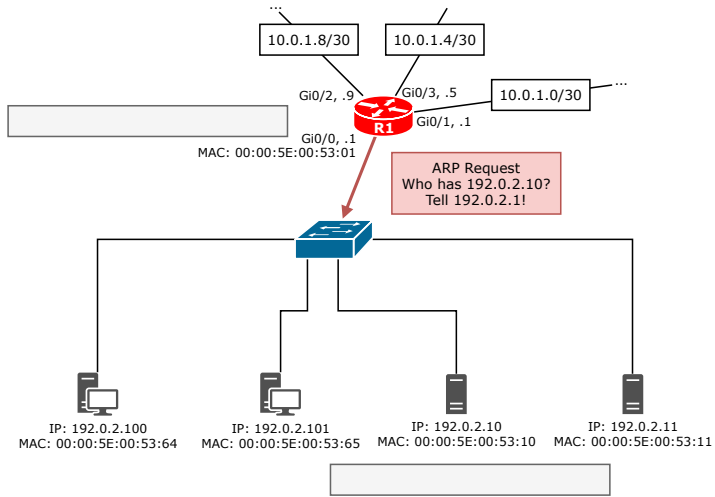 ...
10.0.1.8/30
10.0.1.4/30
...
10.0.1.0/30
Gi0/2, .9
Gi0/3, .5
R1
Gi0/1, .1
Gi0/0, .1
MAC: 00:00:5E:00:53:01
ARP Request
Who has 192.0.2.10?
Tell 192.0.2.1!
IP: 192.0.2.100
MAC: 00:00:5E:00:53:64
IP: 192.0.2.101
MAC: 00:00:5E:00:53:65
IP: 192.0.2.10
MAC: 00:00:5E:00:53:10
IP: 192.0.2.11
MAC: 00:00:5E:00:53:11